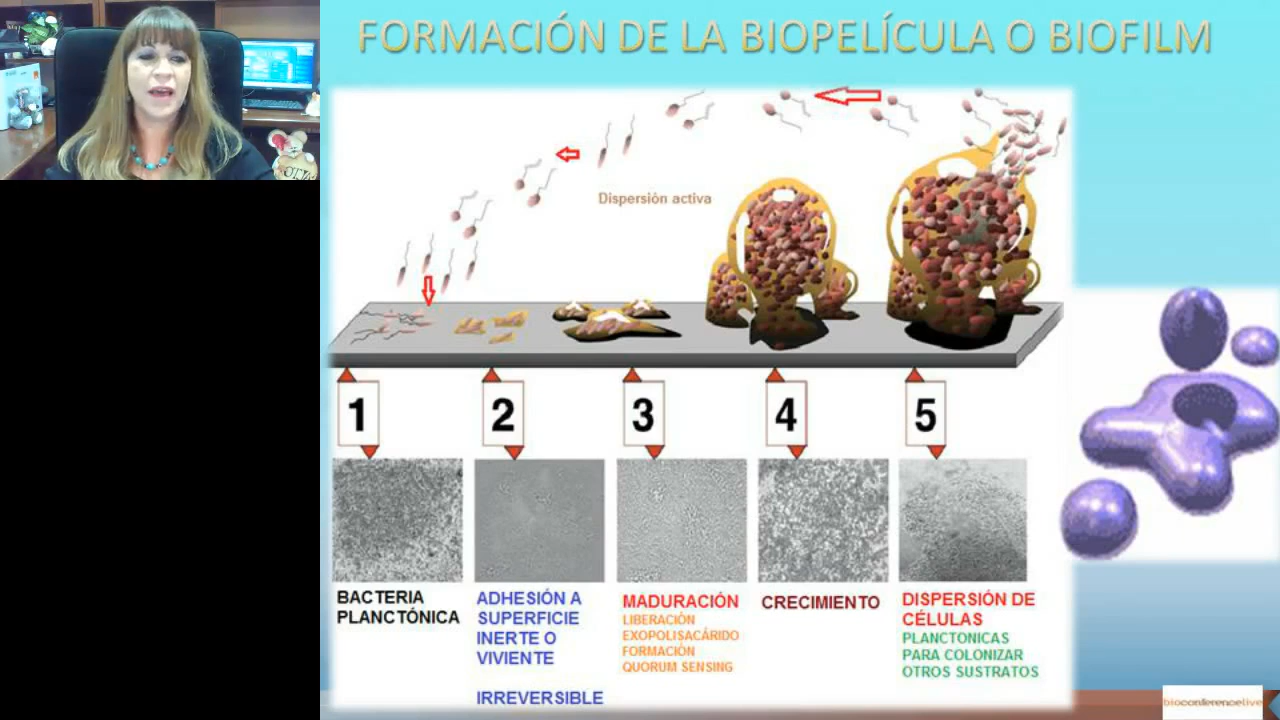 FORMACIÓN DE LA BIOPELÍCULA O BIOFILM
Dispersión activa
1
2
3
4
5
BACTERIA
PLANCTÓNICA
ADHESIÓN A
SUPERFICIE
INERTE O
VIVIENTE
IRREVERSIBLE
MADURACIÓN
LIBERACIÓN
EXOPOLISACÁRIDO
FORMACIÓN
QUORUM SENSING
CRECIMIENTO
DISPERSIÓN DE
CÉLULAS
PLANCTONICAS
PARA COLONIZAR
OTROS SUSTRATOS
bioconferencelive